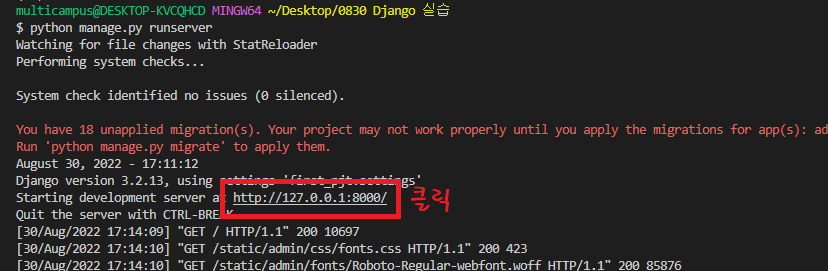 multicampus@DESKTOP-KVCQHCD MINGW64 ~/Desktop/0830 Django 실습
$ python manage.py runserver
Watching for file changes with StatReloader
Performing system checks...
System check identified no issues (0 silenced).
You have 18 unapplied migration(s). Your project may not work properly until you apply the migrations for app(s): ad
Run 'python manage.py migrate' to apply them.
August 30, 2022 - 17:11:12
Django version 3.2.13, using settings 'first_pjt.settings'
Starting development server at http://127.0.0.1:8000/ 클릭
Quit the server with CTRL-BREAK.
[30/Aug/2022 17:14:09] "GET / HTTP/1.1" 200 10697
[30/Aug/2022 17:14:10] "GET /static/admin/css/fonts.css HTTP/1.1" 200 423
[30/Aug/2022 17:14:10] "GET /static/admin/fonts/Roboto-Regular-webfont.woff HTTP/1.1" 200 85876